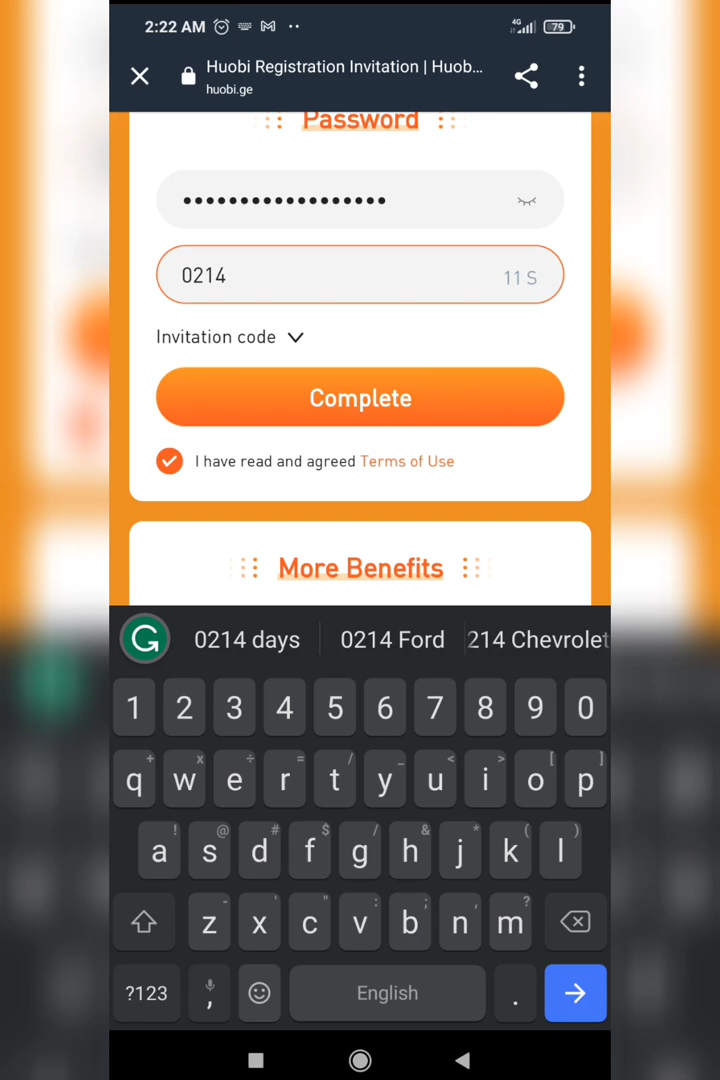 2:22 AM
4G
79
Huobi Registration Invitation | Huob...
huobi.ge
Password
••••••••••••••••••
0214
11 S
Invitation code
Complete
I have read and agreed Terms of Use
More Benefits
0214 days
0214 Ford
214 Chevrolet
1 2 3 4 5 6 7 8 9 0
+ x ÷ = / _ < > [ ]
q w e r t y u i o p
! @ # $ / & * ( )
a s d f g h j k l
- ' " : ; , ?
z x c v b n m
?123 , English .